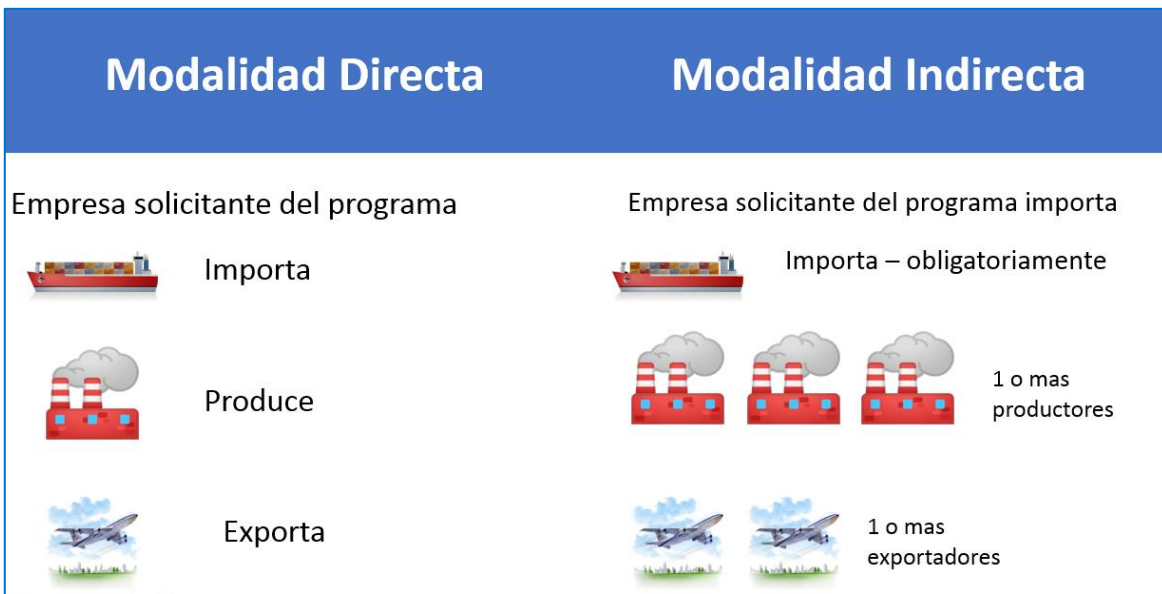 Modalidad Directa
Modalidad Indirecta
Empresa solicitante del programa
Importa
Produce
Exporta
Empresa solicitante del programa importa
Importa – obligatoriamente
1 o mas
productores
1 o mas
exportadores